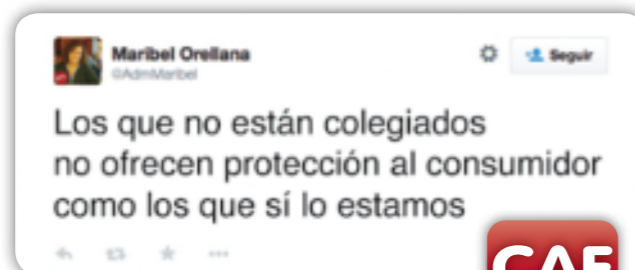 Maribel Orellana
@AdmMaribel
Seguir
Los que no están colegiados
no ofrecen protección al consumidor
como los que sí lo estamos
CAF